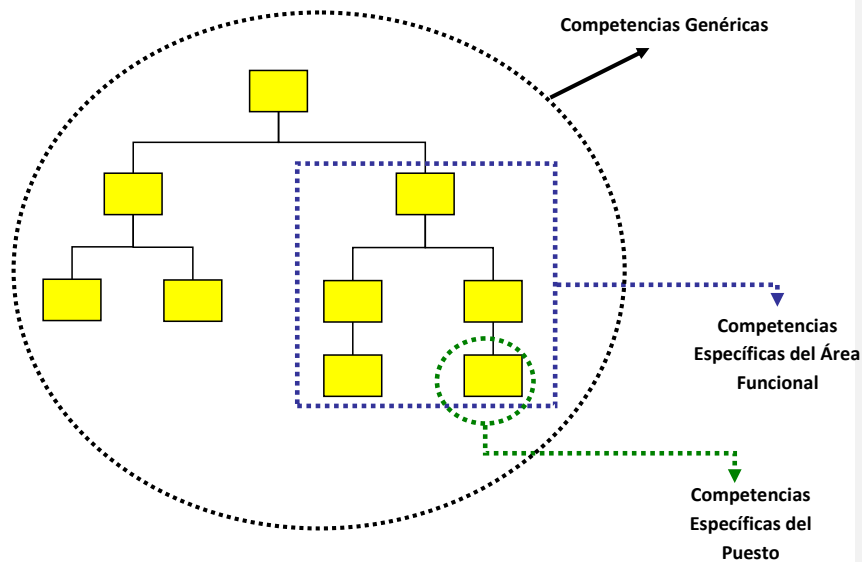 Competencias Genéricas
Competencias
Específicas del Área
Funcional
Competencias
Específicas del
Puesto